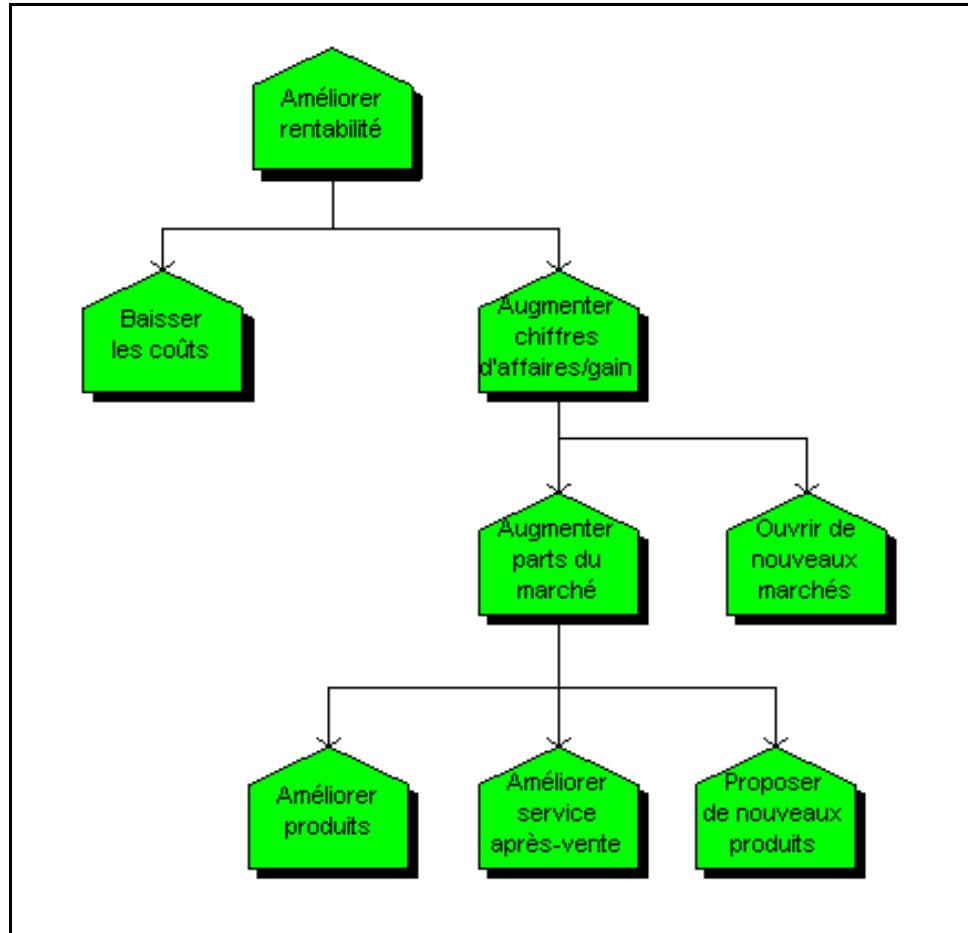 Améliorer
rentabilité
Baisser
les coûts
Augmenter
chiffres
d'affaires/gain
Augmenter
parts du
marché
Ouvrir de
nouveaux
marchés
Améliorer
produits
Améliorer
service
après-vente
Proposer
de nouveaux
produits